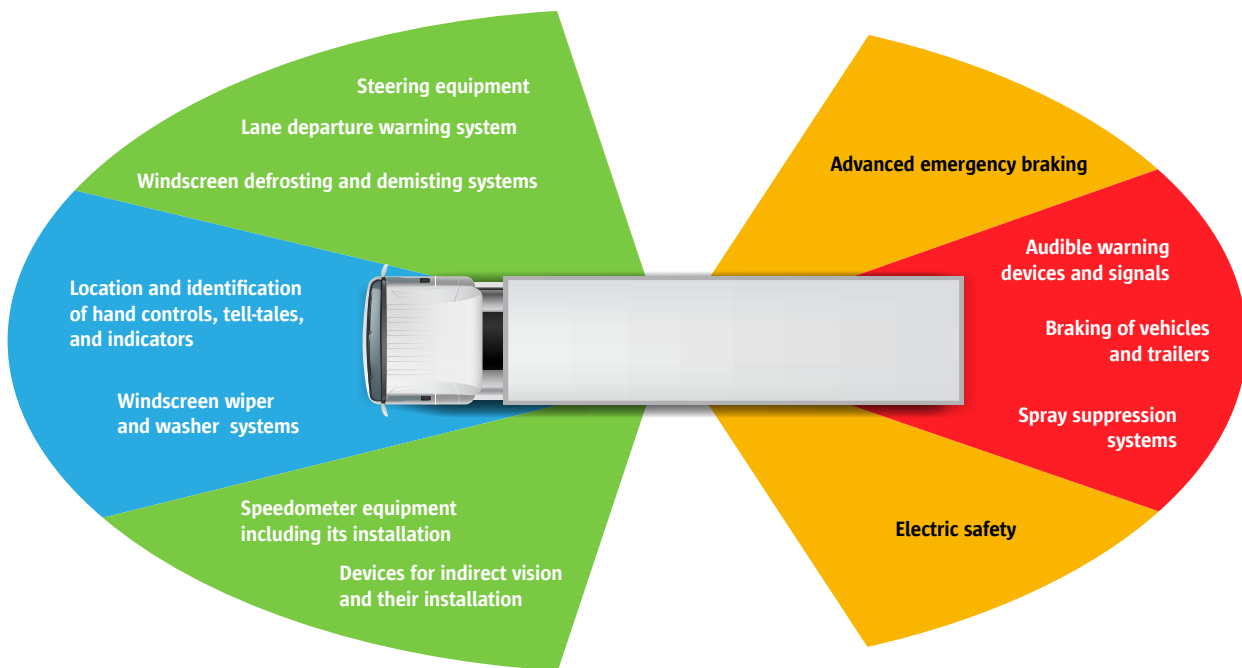 Steering equipment
Lane departure warning system
Windscreen defrosting and demisting systems
Location and identification
of hand controls, tell-tales,
and indicators
Windscreen wiper
and washer systems
Speedometer equipment
including its installation
Devices for indirect vision
and their installation
Advanced emergency braking
Audible warning
devices and signals
Braking of vehicles
and trailers
Spray suppression
systems
Electric safety